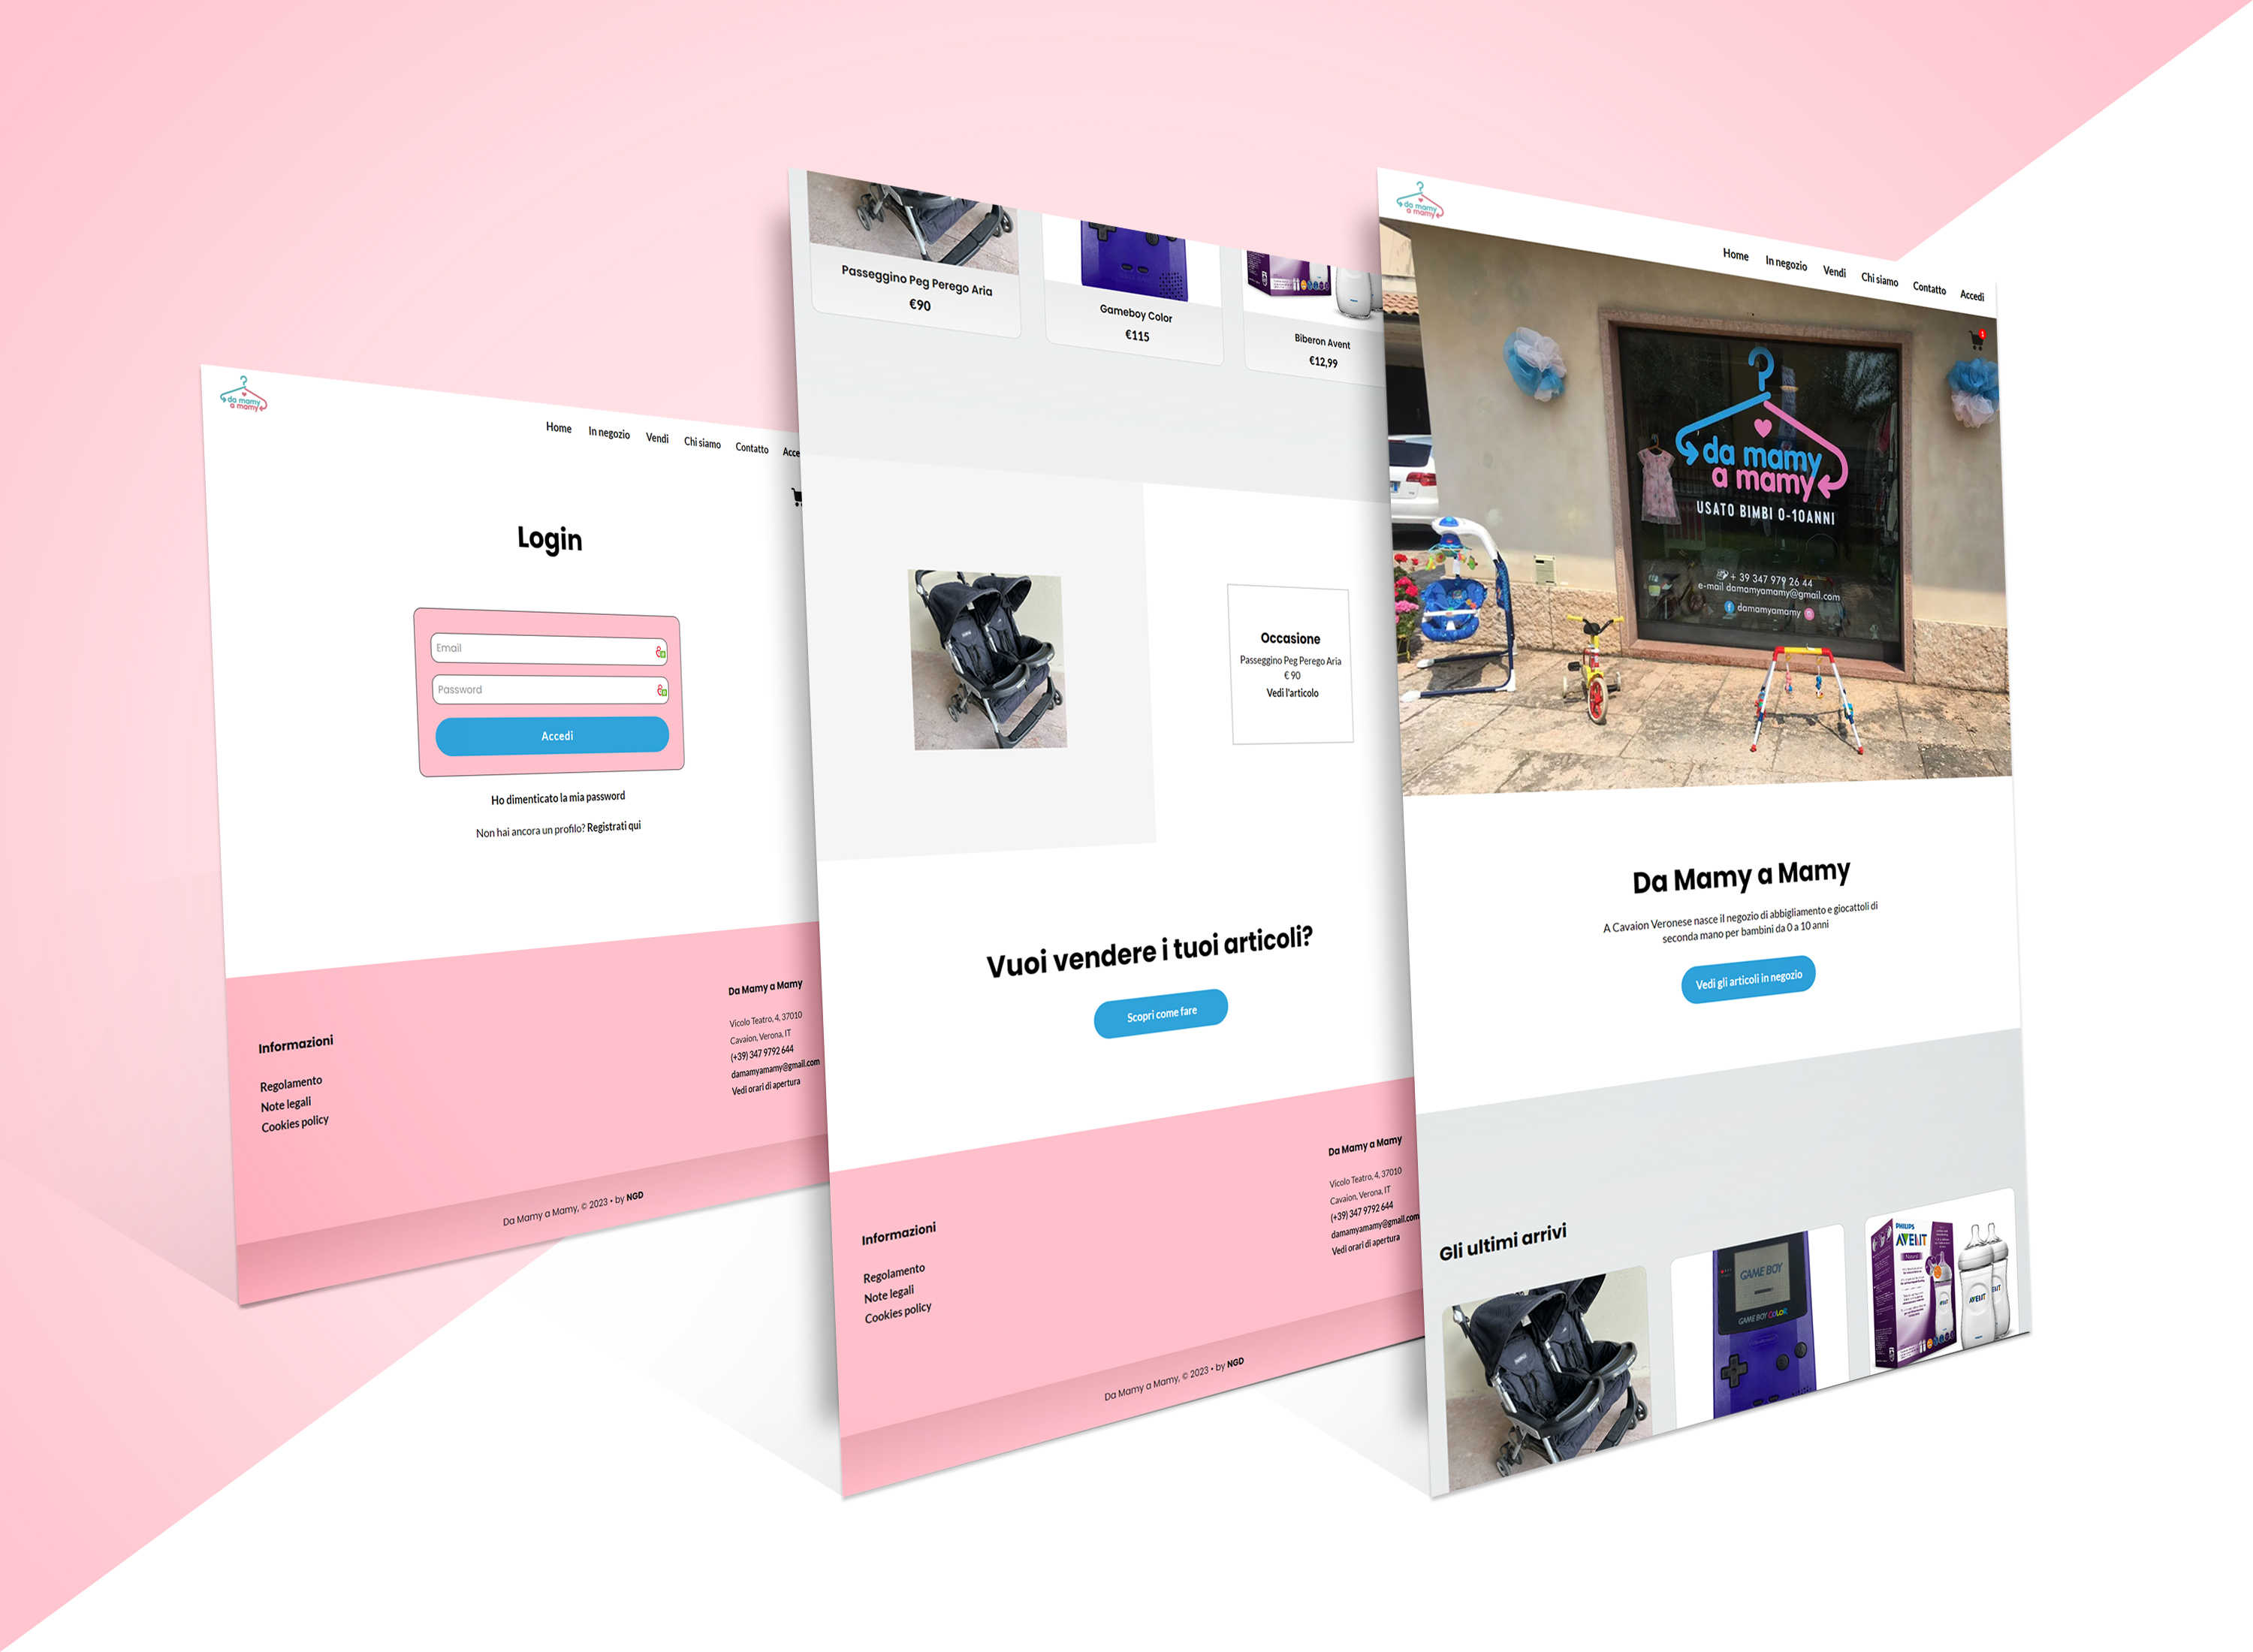 da mamy
a mamy
Home
In negozio
Vendi
Chi siamo
Contatto
Login
Email
Password
Accedi
Ho dimenticato la mia password
Non hai ancora un profilo? Registrati qui
Informazioni
Regolamento
Note legali
Cookies policy
Da Mamy a Mamy
Vicolo Teatro, 4, 37010
Cavaion, Verona, IT
(+39) 347 9792 644
damamyamamy@gmail.com
Vedi orari di apertura
Da Mamy a Mamy, © 2023 • by NGD
Passeggino Peg Perego Aria
€90
Gameboy Color
€115
Biberon Avent
€12,99
Occasione
Passeggino Peg Perego Aria
€ 90
Vedi l'articolo
Vuoi vendere i tuoi articoli?
Scopri come fare
Informazioni
Regolamento
Note legali
Cookies policy
Da Mamy a Mamy
Vicolo Teatro, 4, 37010
Cavaion, Verona, IT
(+39) 347 9792 644
damamyamamy@gmail.com
Vedi orari di apertura
Da Mamy a Mamy, © 2023 • by NGD
da mamy
a mamy
Home
In negozio
Vendi
Chi siamo
Contatto
Accedi
1
da mamy
a mamy
USATO BIMBI 0-10ANNI
+ 39 347 979 26 44
e-mail damamyamamy@gmail.com
damamyamamy
Da Mamy a Mamy
A Cavaion Veronese nasce il negozio di abbigliamento e giocattoli di
seconda mano per bambini da 0 a 10 anni
Vedi gli articoli in negozio
Gli ultimi arrivi
GAME BOY
GAME BOY COLOR
PHILIPS
AVENT
Natural
AVENT